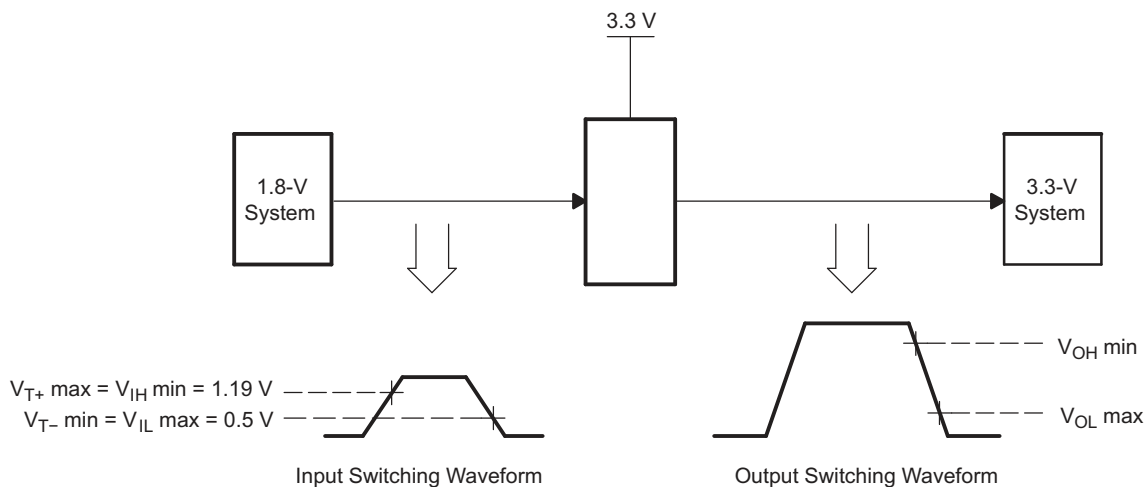 3.3 V
1.8-V
System
3.3-V
System
V_OH min
V_T+ max = V_IH min = 1.19 V
V_T− min = V_IL max = 0.5 V
V_OL max
Input Switching Waveform
Output Switching Waveform